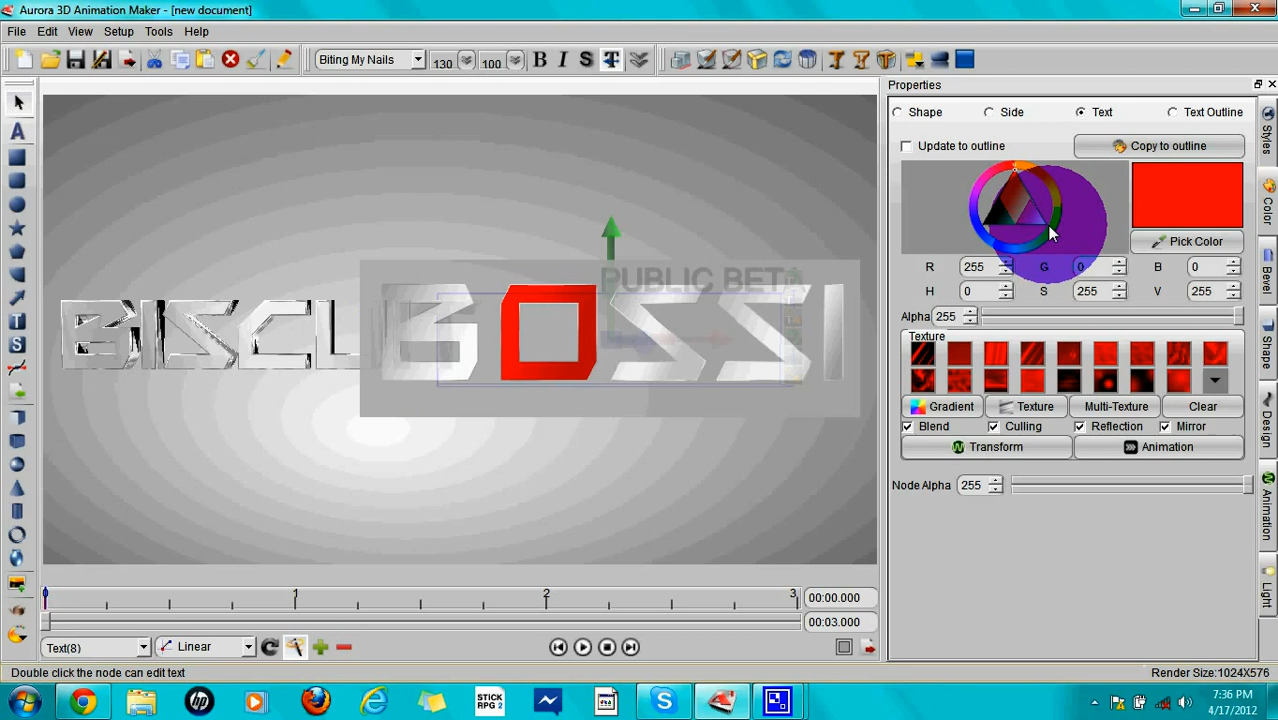 Aurora 3D Animation Maker - [new document]
File Edit View Setup Tools Help
Biting My Nails 130 100 B I S T
Properties
Shape Side Text Text Outline
Update to outline Copy to outline
Pick Color
R 255 G 0 B 0
H 0 S 255 V 255
Alpha 255
Texture
Gradient Texture Multi-Texture Clear
Blend Culling Reflection Mirror
Transform Animation
Node Alpha 255
Styles
Color
Bevel
Shape
Design
Animation
Light
PUBLIC BETA
BISCU BOSSI
1 2 3 00:00.000
00:03.000
Text(8) Linear
Double click the node can edit text Render Size:1024X576
STICK RPG 2
7:36 PM
4/17/2012